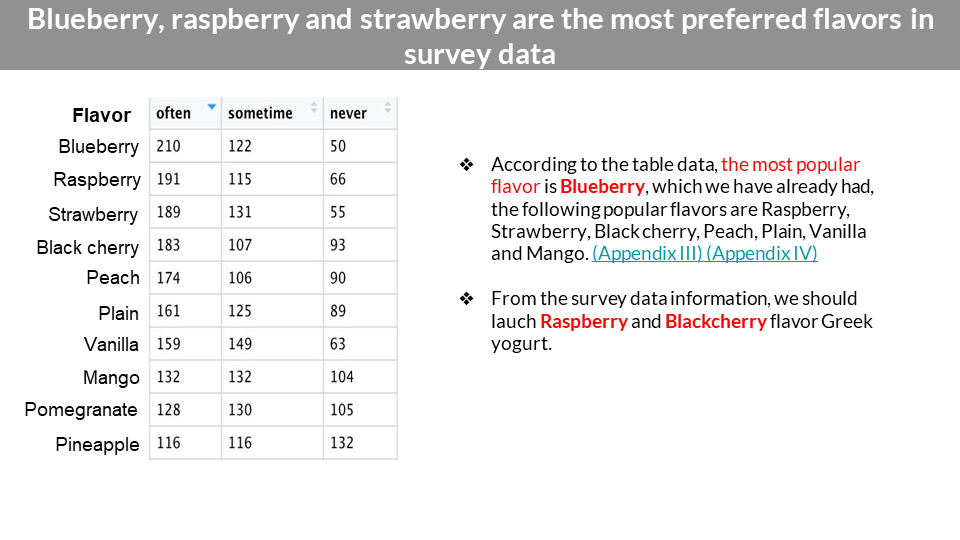 Blueberry, raspberry and strawberry are the most preferred flavors in
survey data
Flavor often sometime never
Blueberry 210 122 50
Raspberry 191 115 66
Strawberry 189 131 55
Black cherry 183 107 93
Peach 174 106 90
Plain 161 125 89
Vanilla 159 149 63
Mango 132 132 104
Pomegranate 128 130 105
Pineapple 116 116 132
❖ According to the table data, the most popular
flavor is Blueberry, which we have already had,
the following popular flavors are Raspberry,
Strawberry, Black cherry, Peach, Plain, Vanilla
and Mango. (Appendix III) (Appendix IV)
❖ From the survey data information, we should
lauch Raspberry and Blackcherry flavor Greek
yogurt.